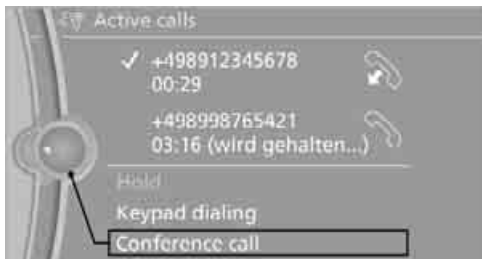 Active calls
+498912345678
00:29
+498998765421
03:16 (wird gehalten...)
Hold
Keypad dialing
Conference call